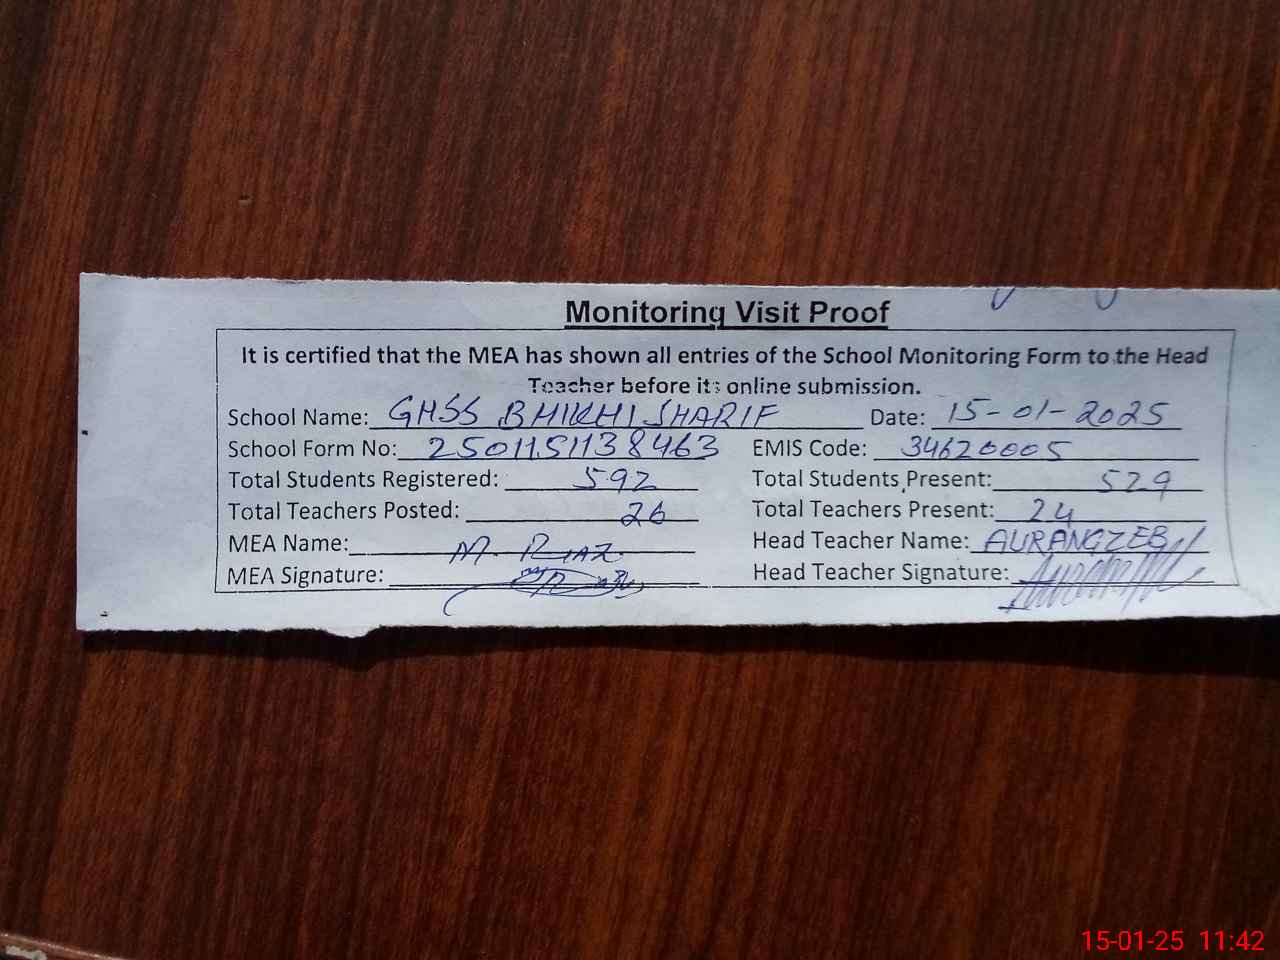 Monitoring Visit Proof
It is certified that the MEA has shown all entries of the School Monitoring Form to the Head
Teacher before its online submission.
School Name: GHSS BHIKHI SHARIF Date: 15-01-2025
School Form No: 2501151138463 EMIS Code: 34620005
Total Students Registered: 592 Total Students Present: 529
Total Teachers Posted: 26 Total Teachers Present: 24
MEA Name: M. RIAZ Head Teacher Name: AURANGZEB
MEA Signature: Head Teacher Signature:
15-01-25 11:42